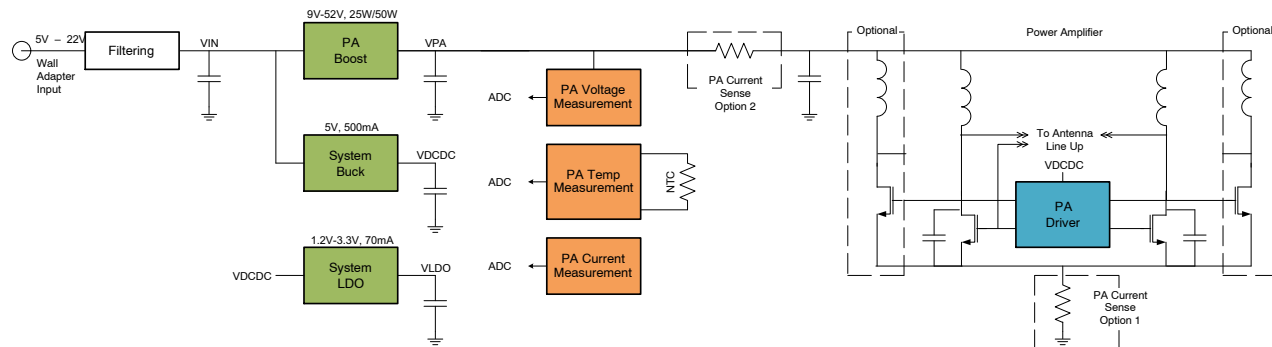 5V – 22V
Wall
Adapter
Input
Filtering
VIN
9V-52V, 25W/50W
PA
Boost
VPA
5V, 500mA
System
Buck
VDCDC
1.2V-3.3V, 70mA
VDCDC
System
LDO
VLDO
ADC
PA Voltage
Measurement
ADC
PA Temp
Measurement
NTC
ADC
PA Current
Measurement
PA Current
Sense
Option 2
Optional
Power Amplifier
Optional
To Antenna
Line Up
VDCDC
PA
Driver
PA Current
Sense
Option 1